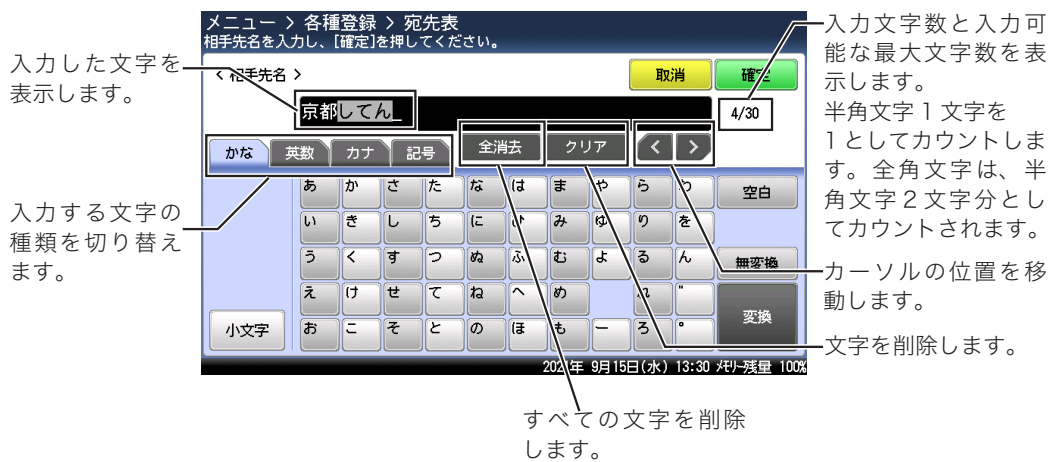 メニュー > 各種登録 > 宛先表
相手先名を入力し、[確定]を押してください。
< 相手先名 >
取消
確定
京都してん_
4/30
かな 英数 カナ 記号
全消去 クリア < >
あ か さ た な は ま や ら わ 空白
い き し ち に ひ み ゆ り を
う く す つ ぬ ふ む よ る ん 無変換
え け せ て ね へ め れ ゛ 変換
小文字 お こ そ と の ほ も ー ろ ゜
2021年 9月15日(水) 13:30 メモリー残量 100%
入力した文字を
表示します。
入力する文字の
種類を切り替え
ます。
入力文字数と入力可
能な最大文字数を表
示します。
半角文字 1 文字を
1としてカウントしま
す。全角文字は、半
角文字2文字分とし
てカウントされます。
カーソルの位置を移
動します。
文字を削除します。
すべての文字を削除
します。